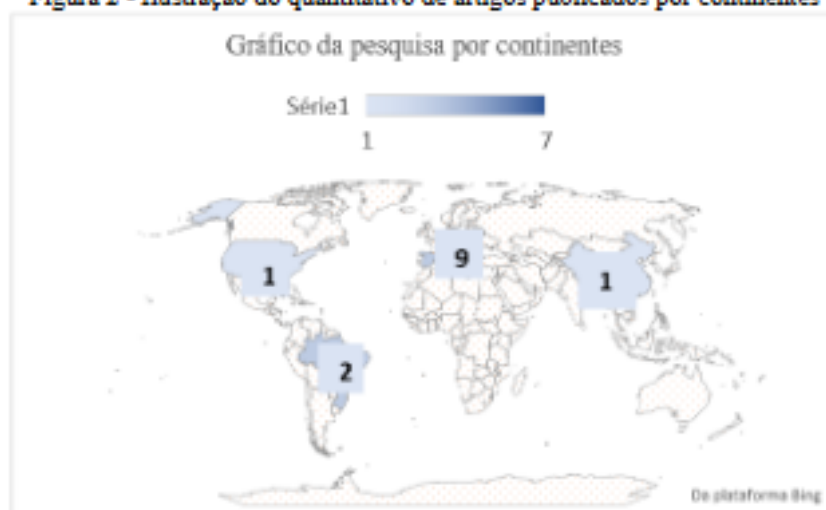 Figura 2 - Ilustração do quantitativo de artigos publicados por continentes
Gráfico da pesquisa por continentes
Série1
1 7
9
1 1
2
Da plataforma Bing